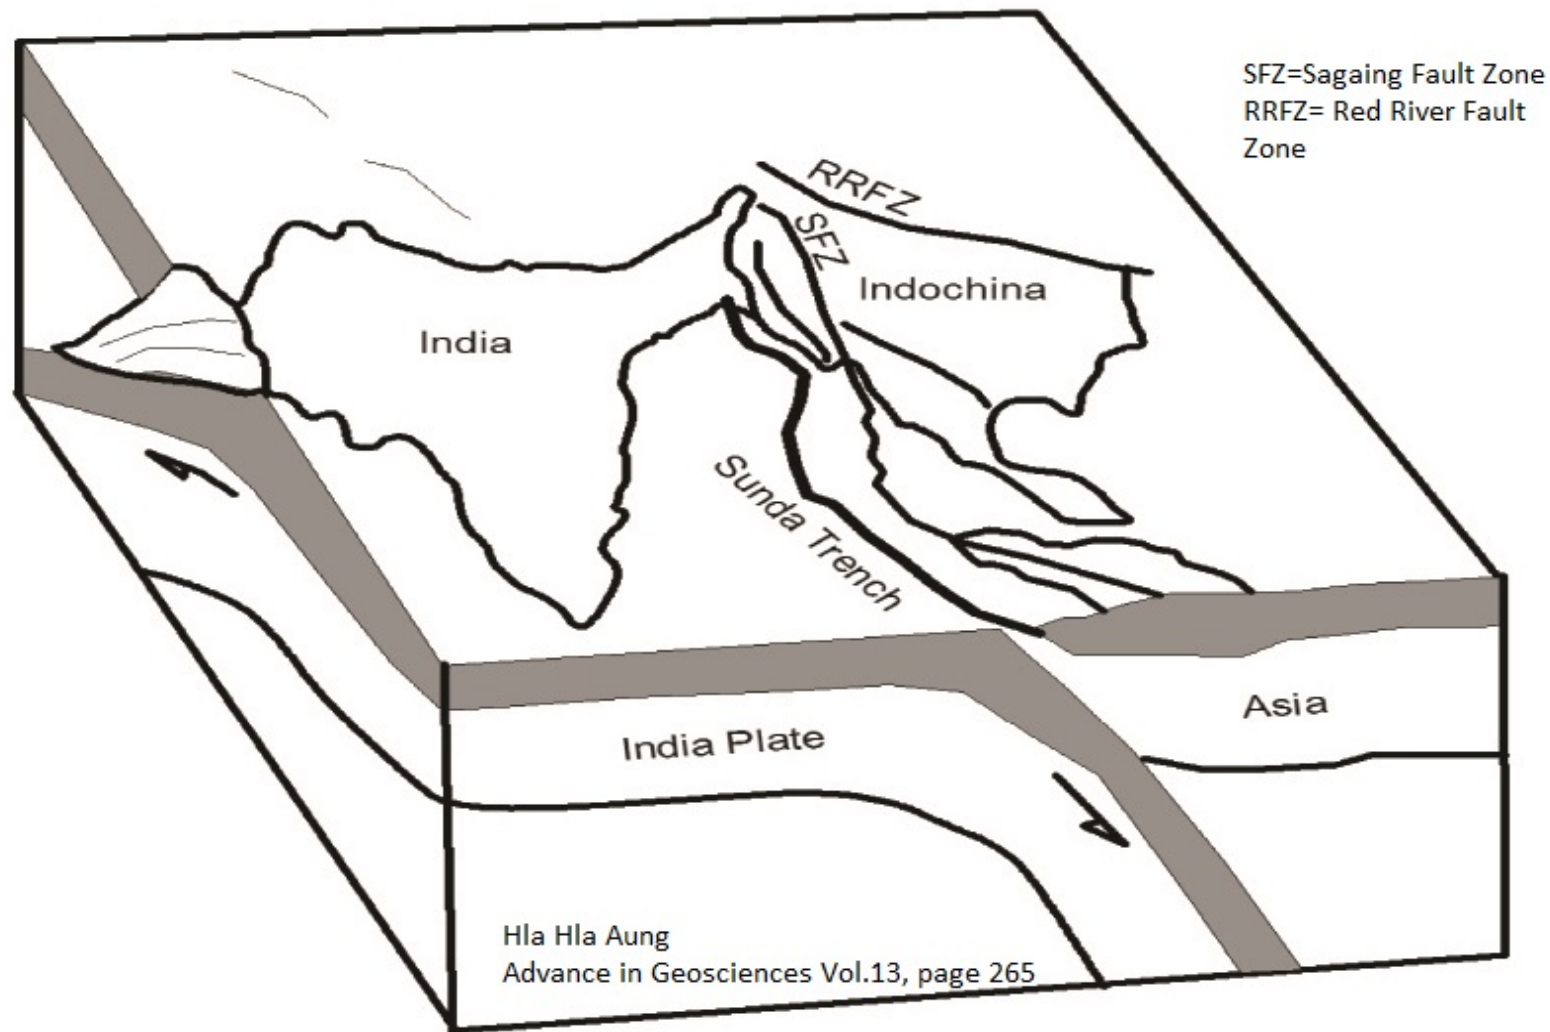 SFZ=Sagaing Fault Zone
RRFZ= Red River Fault
Zone
RRFZ
SFZ
Indochina
India
Sunda Trench
Asia
India Plate
Hla Hla Aung
Advance in Geosciences Vol.13, page 265